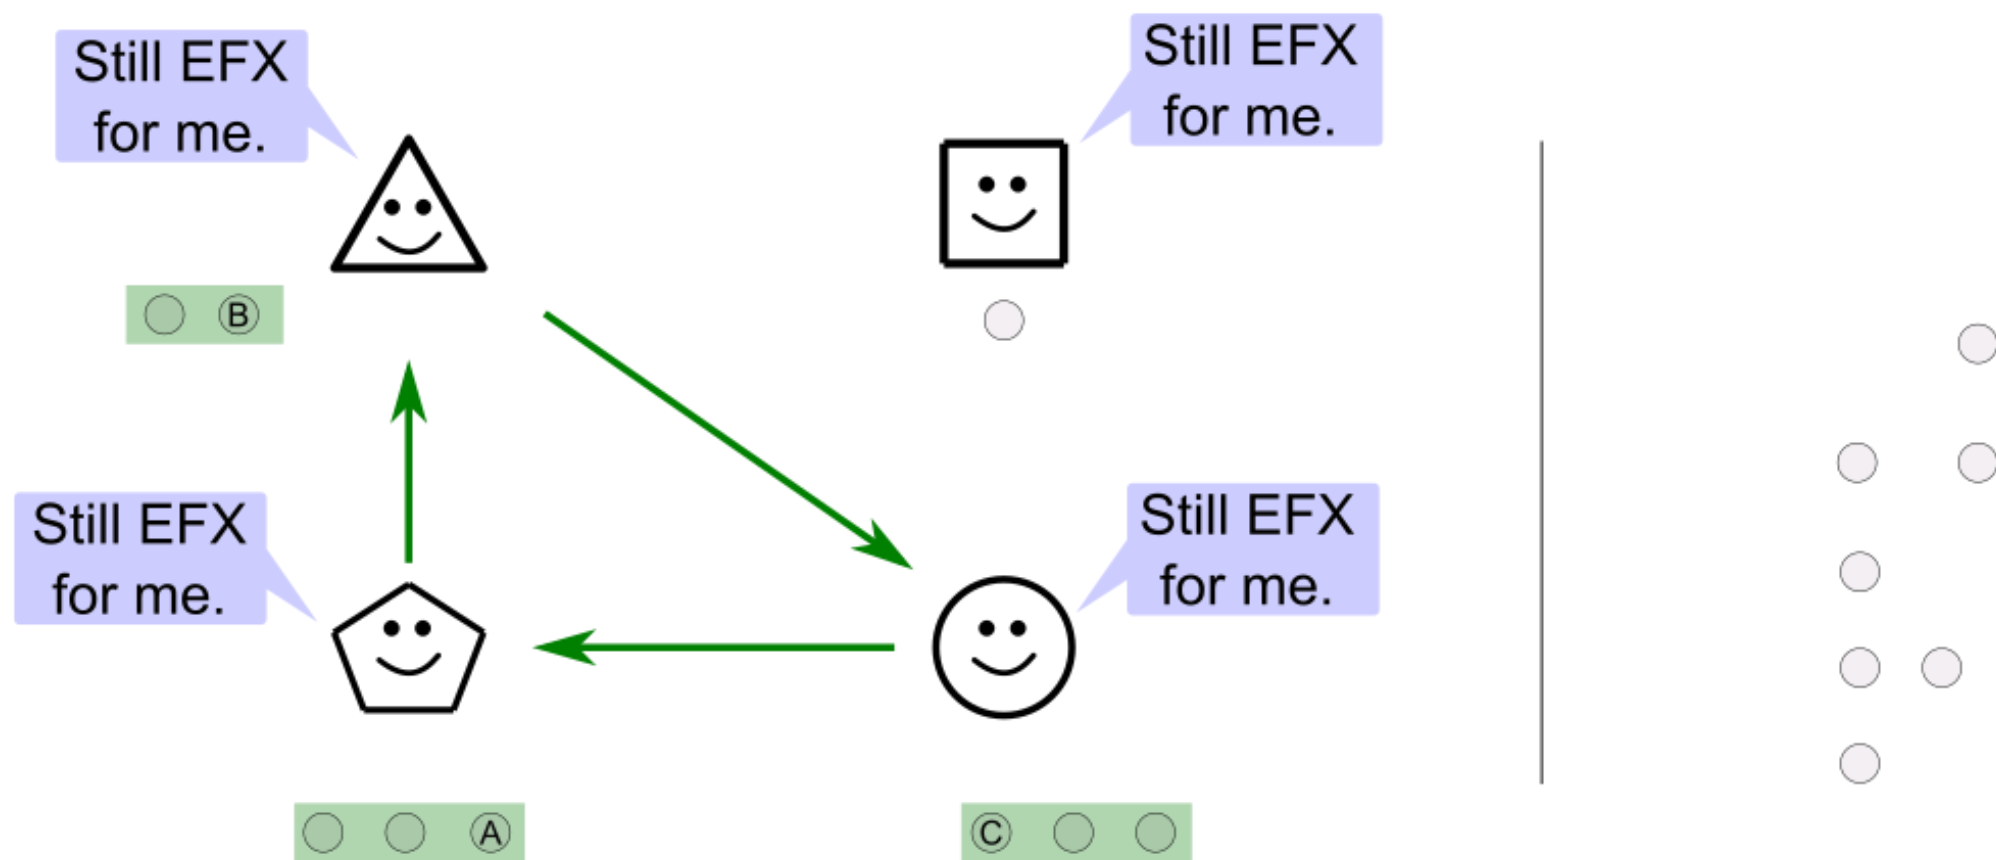 Still EFX
for me.
Still EFX
for me.
B
Still EFX
for me.
Still EFX
for me.
A
C